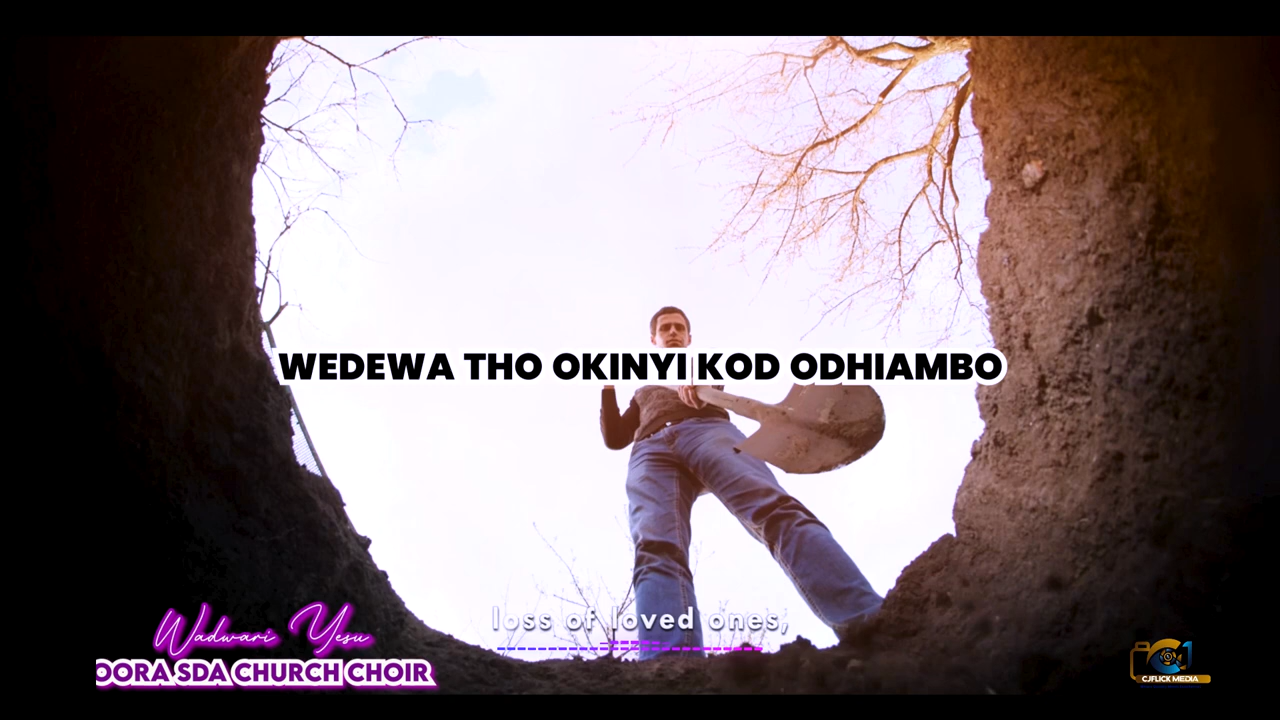 WEDEWA THO OKINYI KOD ODHIAMBO
loss of loved ones,
Wadwari Yesu
OORA SDA CHURCH CHOIR
CJFLICK MEDIA